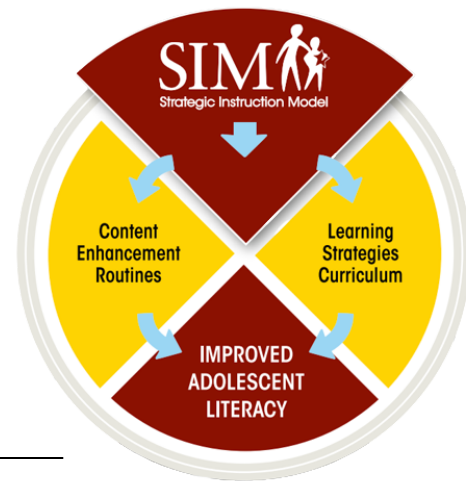 SIM
Strategic Instruction Model
Content
Enhancement
Routines
Learning
Strategies
Curriculum
IMPROVED
ADOLESCENT
LITERACY